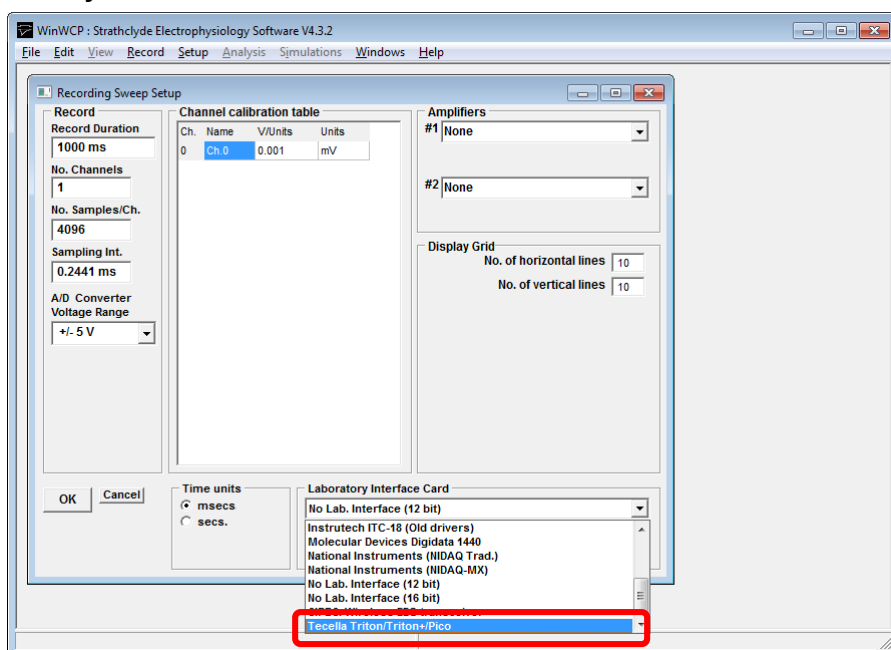 WinWCP : Strathclyde Electrophysiology Software V4.3.2
File Edit View Record Setup Analysis Simulations Windows Help
Recording Sweep Setup
Record
Record Duration
1000 ms
No. Channels
1
No. Samples/Ch.
4096
Sampling Int.
0.2441 ms
A/D Converter
Voltage Range
+/- 5 V
Channel calibration table
Ch. Name V/Units Units
0 Ch.0 0.001 mV
Amplifiers
#1 None
#2 None
Display Grid
No. of horizontal lines 10
No. of vertical lines 10
OK Cancel
Time units
msecs
secs.
Laboratory Interface Card
No Lab. Interface (12 bit)
Instrutech ITC-18 (Old drivers)
Molecular Devices Digidata 1440
National Instruments (NIDAQ Trad.)
National Instruments (NIDAQ-MX)
No Lab. Interface (12 bit)
No Lab. Interface (16 bit)
Tecella Triton/Triton+/Pico